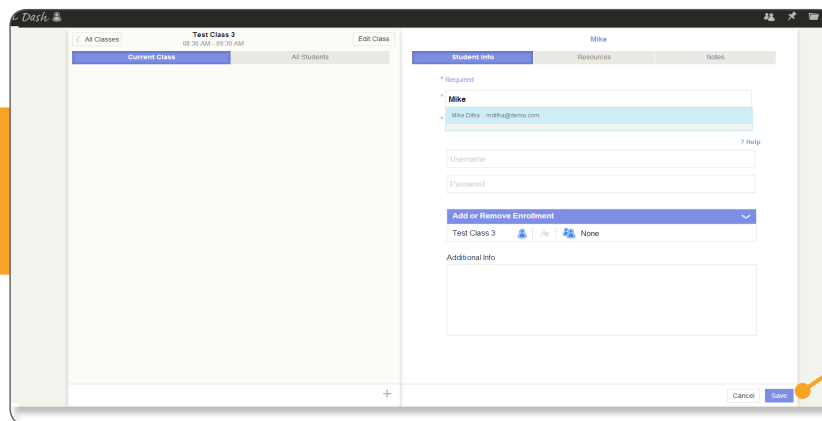 Dash
All Classes
Test Class 3
08:30 AM - 09:30 AM
Edit Class
Current Class
All Students
Mike
Student Info
Resources
Notes
* Required
* Mike
* Mike Ditka mditka@demo.com
? Help
Username
Password
Add or Remove Enrollment
Test Class 3
None
Additional Info
+
Cancel
Save